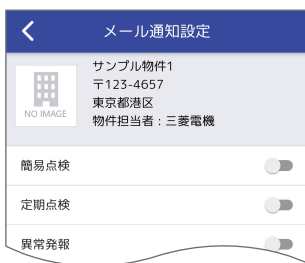 メール通知設定
サンプル物件1
〒123-4657
東京都港区
物件担当者：三菱電機
NO IMAGE
簡易点検
定期点検
異常発報